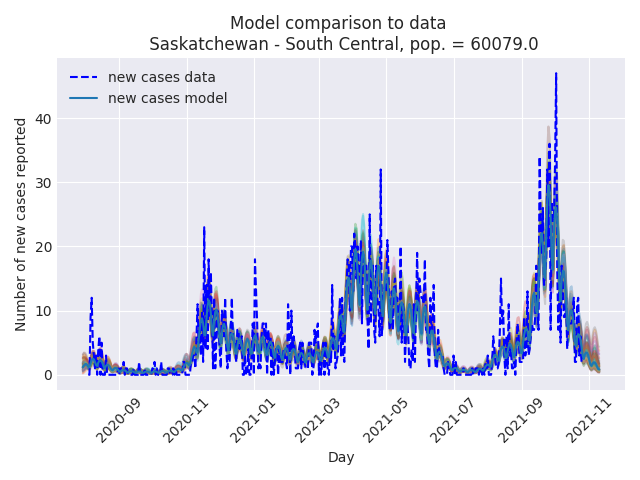 Model comparison to data
Saskatchewan - South Central, pop. = 60079.0
new cases data
new cases model
Number of new cases reported
40
30
20
10
0
2020-09
2020-11
2021-01
2021-03
2021-05
2021-07
2021-09
2021-11
Day